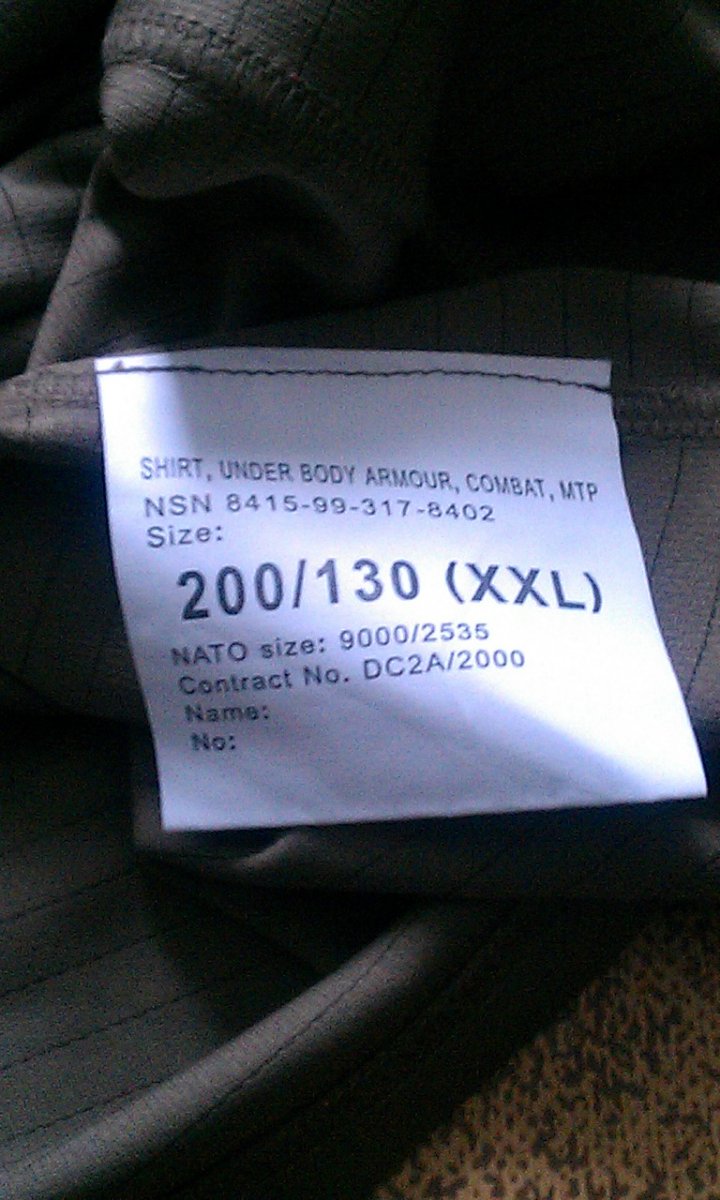 SHIRT, UNDER BODY ARMOUR, COMBAT, MTP
NSN 8415-99-317-8402
Size:
200/130 (XXL)
NATO size: 9000/2535
Contract No. DC2A/2000
Name:
No: